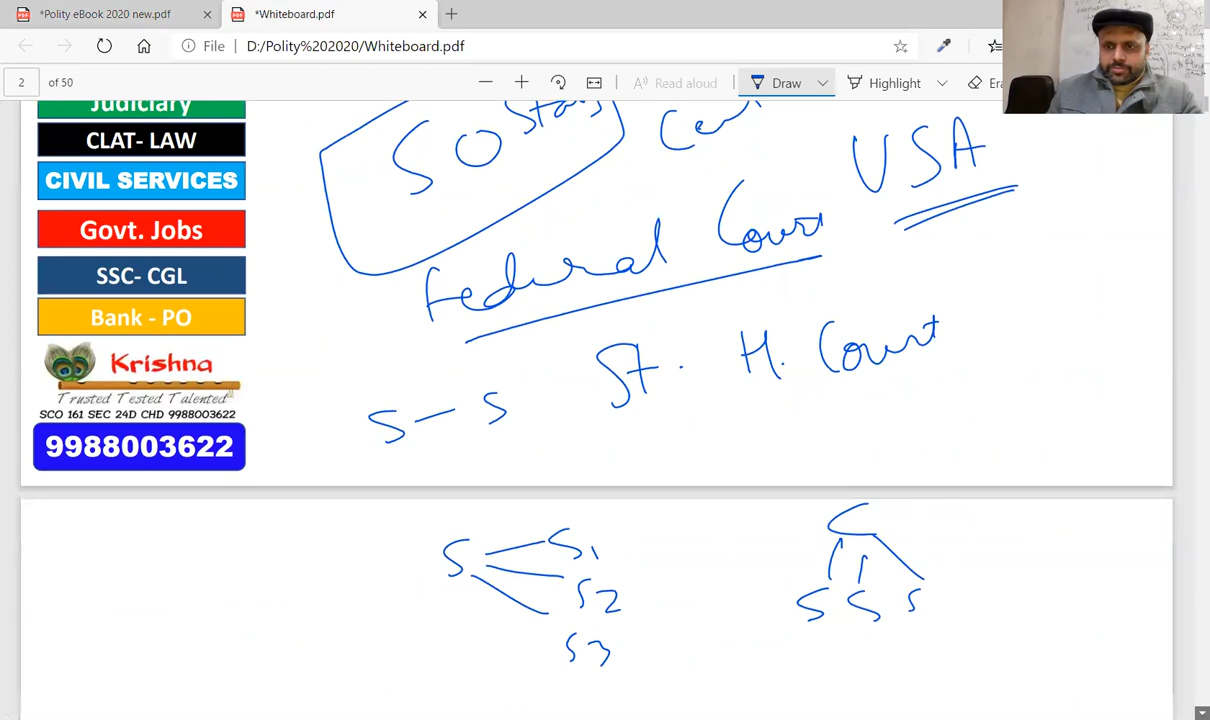 *Polity eBook 2020 new.pdf
*Whiteboard.pdf
File D:/Polity%202020/Whiteboard.pdf
2 of 50
Read aloud
Draw
Highlight
Judiciary
CLAT- LAW
CIVIL SERVICES
Govt. Jobs
SSC- CGL
Bank - PO
Krishna
Trusted Tested Talented
SCO 161 SEC 24D CHD 9988003622
9988003622
USA
Federal Court
St. H. Court
S — S
S S1
S2
S3
C
S S S